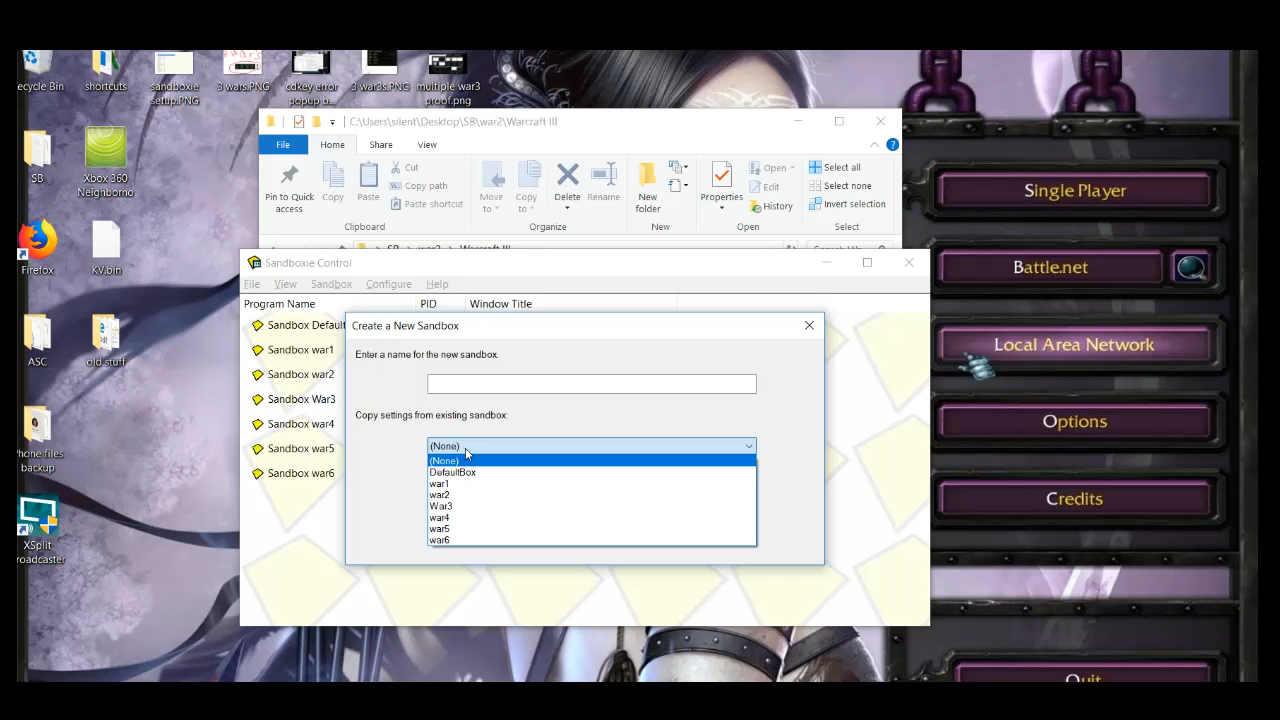 ecycle Bin
shortcuts
sandboxie
setup.PNG
3 wars.PNG
cdkey error
popup b...
3 war3s.PNG
multiple war3
proof.png
SB
Xbox 360
Neighborho
Firefox
KV.bin
ASC
old stuff
Phone files
backup
XSplit
roadcaster
C:\Users\silent\Desktop\SB\war2\Warcraft III
File
Home
Share
View
Pin to Quick
access
Copy
Paste
Cut
Copy path
Paste shortcut
Clipboard
Move
to
Copy
to
Delete
Rename
Organize
New
folder
New
Properties
Open
Edit
History
Open
Select all
Select none
Invert selection
Select
SB
war2
Warcraft III
Sandboxie Control
File
View
Sandbox
Configure
Help
Program Name
PID
Window Title
Sandbox Default
Sandbox war1
Sandbox war2
Sandbox War3
Sandbox war4
Sandbox war5
Sandbox war6
Create a New Sandbox
Enter a name for the new sandbox.
Copy settings from existing sandbox:
(None)
(None)
DefaultBox
war1
war2
War3
war4
war5
war6
Single Player
Battle.net
Local Area Network
Options
Credits
Quit